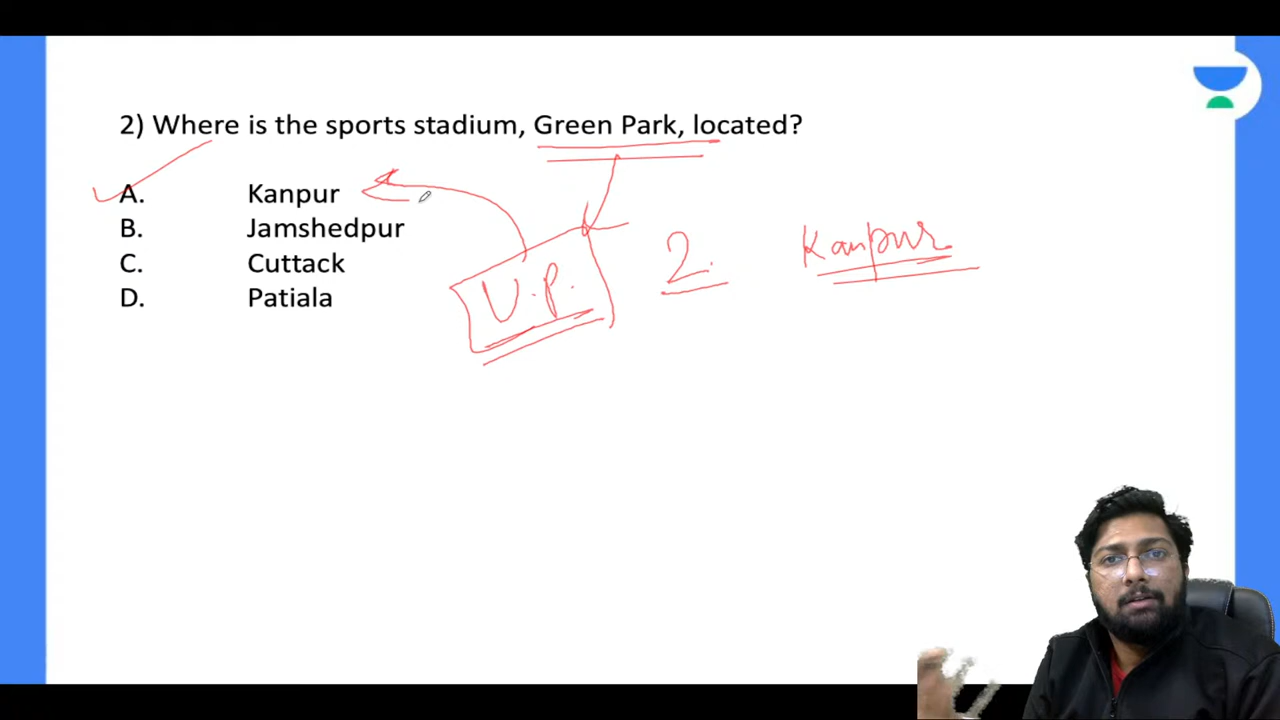 2) Where is the sports stadium, Green Park, located?
A. Kanpur
B. Jamshedpur
C. Cuttack
D. Patiala
U.P. 2. Kanpur